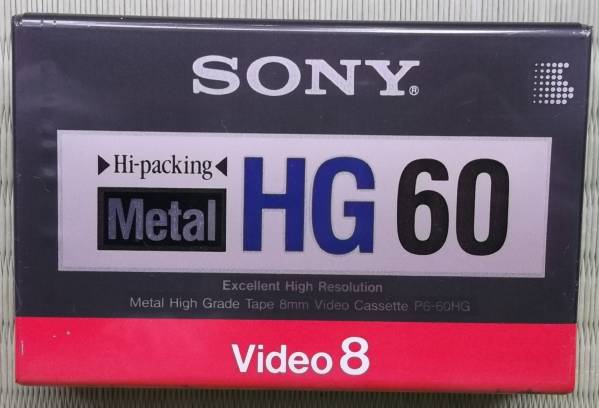 SONY®
▶Hi-packing◀
Metal
HG 60
Excellent High Resolution
Metal High Grade Tape 8mm Video Cassette P6-60HG
Video 8